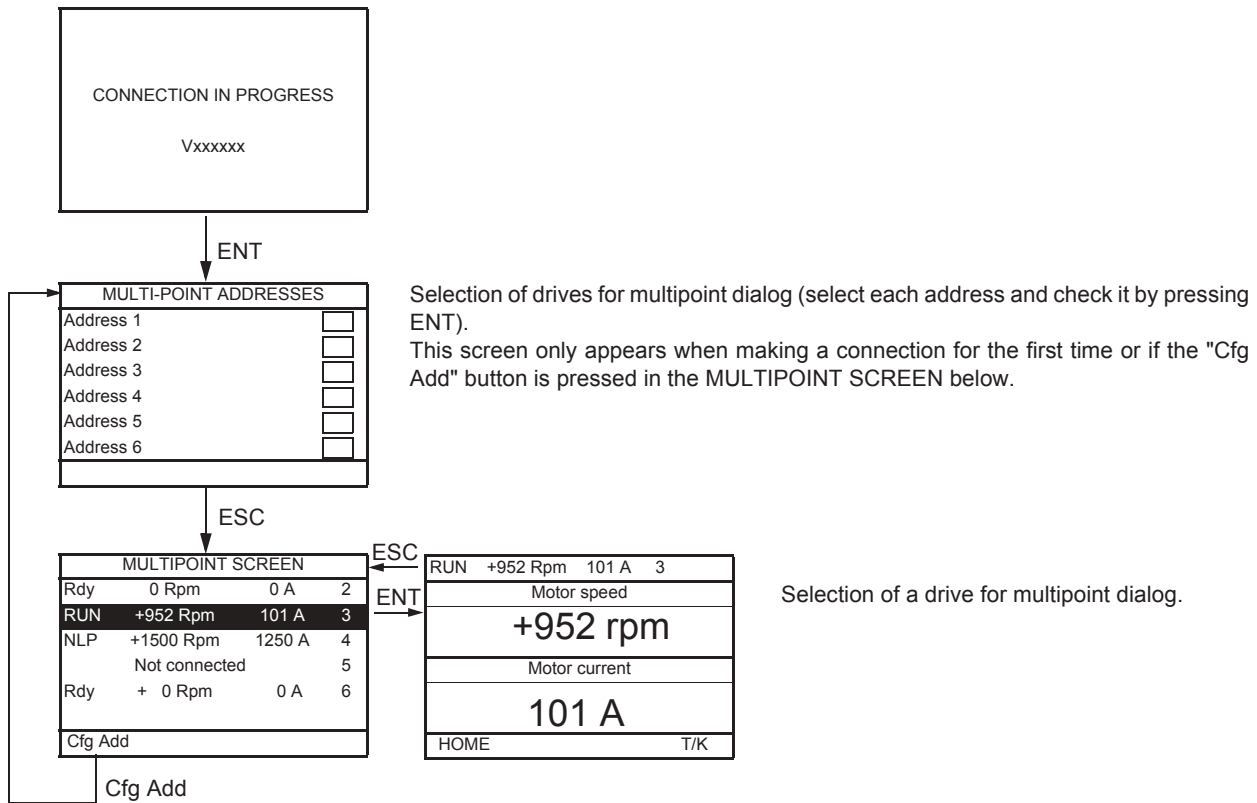 CONNECTION IN PROGRESS
Vxxxxxx
ENT
MULTI-POINT ADDRESSES
Address 1
Address 2
Address 3
Address 4
Address 5
Address 6
Selection of drives for multipoint dialog (select each address and check it by pressing
ENT).
This screen only appears when making a connection for the first time or if the "Cfg
Add" button is pressed in the MULTIPOINT SCREEN below.
ESC
MULTIPOINT SCREEN
Rdy 0 Rpm 0 A 2
RUN +952 Rpm 101 A 3
NLP +1500 Rpm 1250 A 4
Not connected 5
Rdy + 0 Rpm 0 A 6
Cfg Add
Cfg Add
ESC
ENT
RUN +952 Rpm 101 A 3
Motor speed
+952 rpm
Motor current
101 A
HOME T/K
Selection of a drive for multipoint dialog.